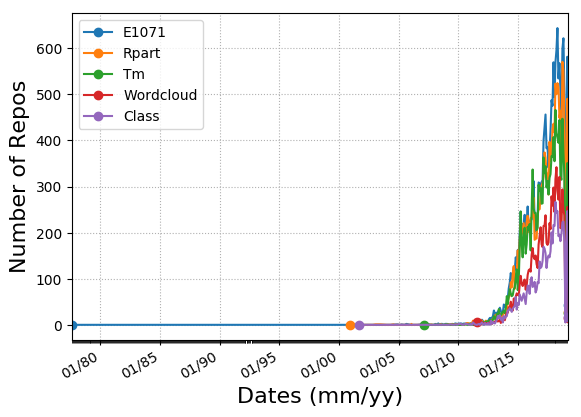 E1071
Rpart
Tm
Wordcloud
Class
Number of Repos
600
500
400
300
200
100
0
01/80
01/85
01/90
01/95
01/00
01/05
01/10
01/15
Dates (mm/yy)